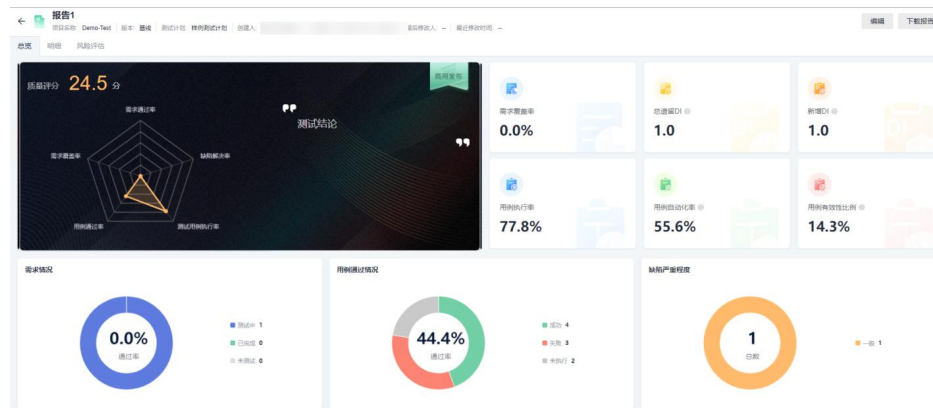 报告1
编辑 下载报告
项目名称: Demo-Test 版本: 基线 测试计划: 样例测试计划 创建人:
最后修改人: -- 最近修改时间: --
总览 明细 风险评估
质量评分 24.5 分
商用发布
需求通过率
缺陷解决率
测试用例执行率
用例通过率
需求覆盖率
测试结论
需求覆盖率
0.0%
总遗留DI
1.0
新增DI
1.0
用例执行率
77.8%
用例自动化率
55.6%
用例有效性比例
14.3%
需求情况
0.0%
通过率
测试中 1
已完成 0
未测试 0
用例通过情况
44.4%
通过率
成功 4
失败 3
未执行 2
缺陷严重程度
1
总数
一般 1